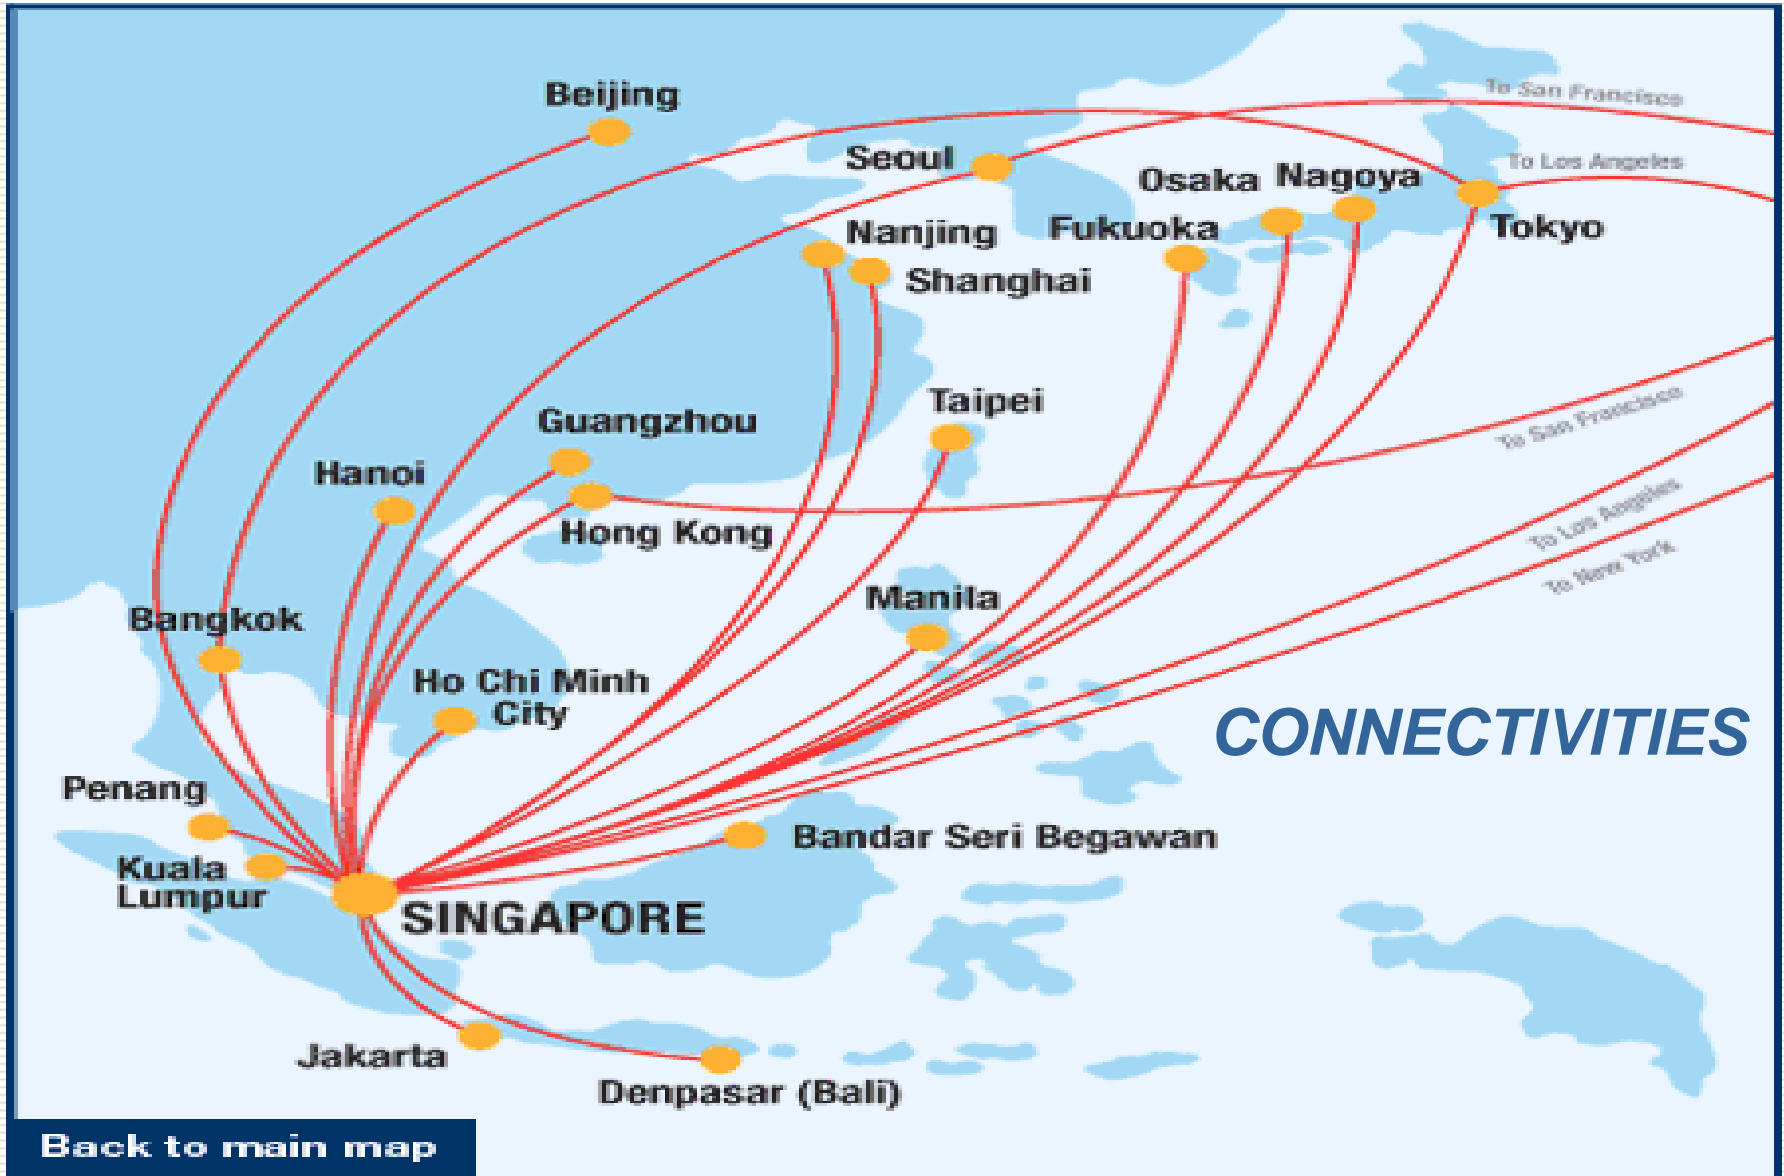 Beijing
To San Francisco
Seoul
To Los Angeles
Osaka
Nagoya
Nanjing
Fukuoka
Tokyo
Shanghai
Taipei
Guangzhou
To San Francisco
Hanoi
Hong Kong
To Los Angeles
To New York
Manila
Bangkok
Ho Chi Minh
City
CONNECTIVITIES
Penang
Bandar Seri Begawan
Kuala
Lumpur
SINGAPORE
Jakarta
Denpasar (Bali)
Back to main map